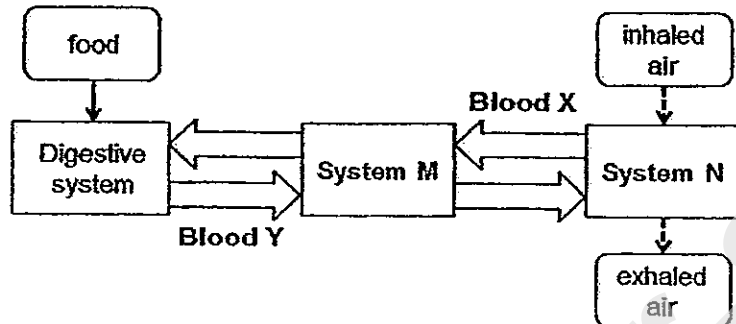 food
inhaled
air
Blood X
Digestive
system
System M
System N
Blood Y
exhaled
air